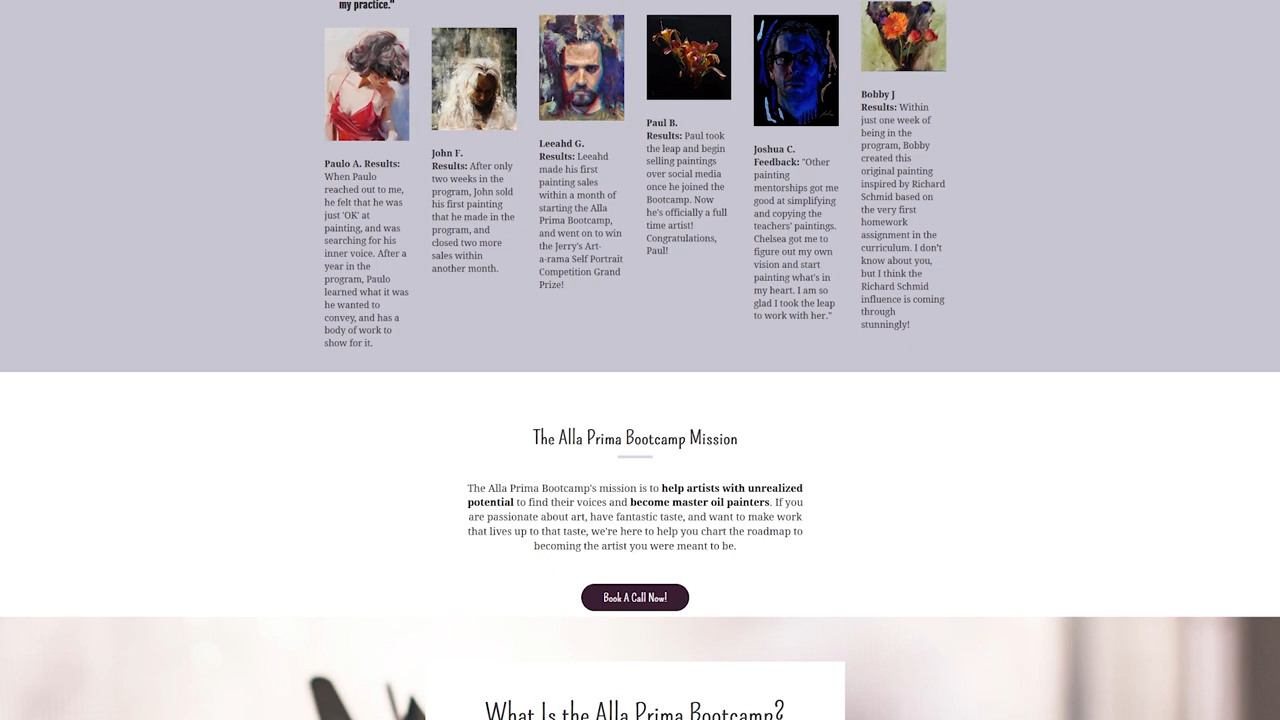 my practice."
Paulo A. Results:
When Paulo
reached out to me,
he felt that he was
just 'OK' at
painting, and was
searching for his
inner voice. After a
year in the
program, Paulo
learned what it was
he wanted to
convey, and has a
body of work to
show for it.
John F.
Results: After only
two weeks in the
program, John sold
his first painting
that he made in the
program, and
closed two more
sales within
another month.
Leeahd G.
Results: Leeahd
made his first
painting sales
within a month of
starting the Alla
Prima Bootcamp,
and went on to win
the Jerry's Art-
a-rama Self Portrait
Competition Grand
Prize!
Paul B.
Results: Paul took
the leap and begin
selling paintings
over social media
once he joined the
Bootcamp. Now
he's officially a full
time artist!
Congratulations,
Paul!
Joshua C.
Feedback: "Other
painting
mentorships got me
good at simplifying
and copying the
teachers' paintings.
Chelsea got me to
figure out my own
vision and start
painting what's in
my heart. I am so
glad I took the leap
to work with her."
Bobby J
Results: Within
just one week of
being in the
program, Bobby
created this
original painting
inspired by Richard
Schmid based on
the very first
homework
assignment in the
curriculum. I don't
know about you,
but I think the
Richard Schmid
influence is coming
through
stunningly!
The Alla Prima Bootcamp Mission
The Alla Prima Bootcamp's mission is to help artists with unrealized
potential to find their voices and become master oil painters. If you
are passionate about art, have fantastic taste, and want to make work
that lives up to that taste, we're here to help you chart the roadmap to
becoming the artist you were meant to be.
Book A Call Now!
What Is the Alla Prima Bootcamp?